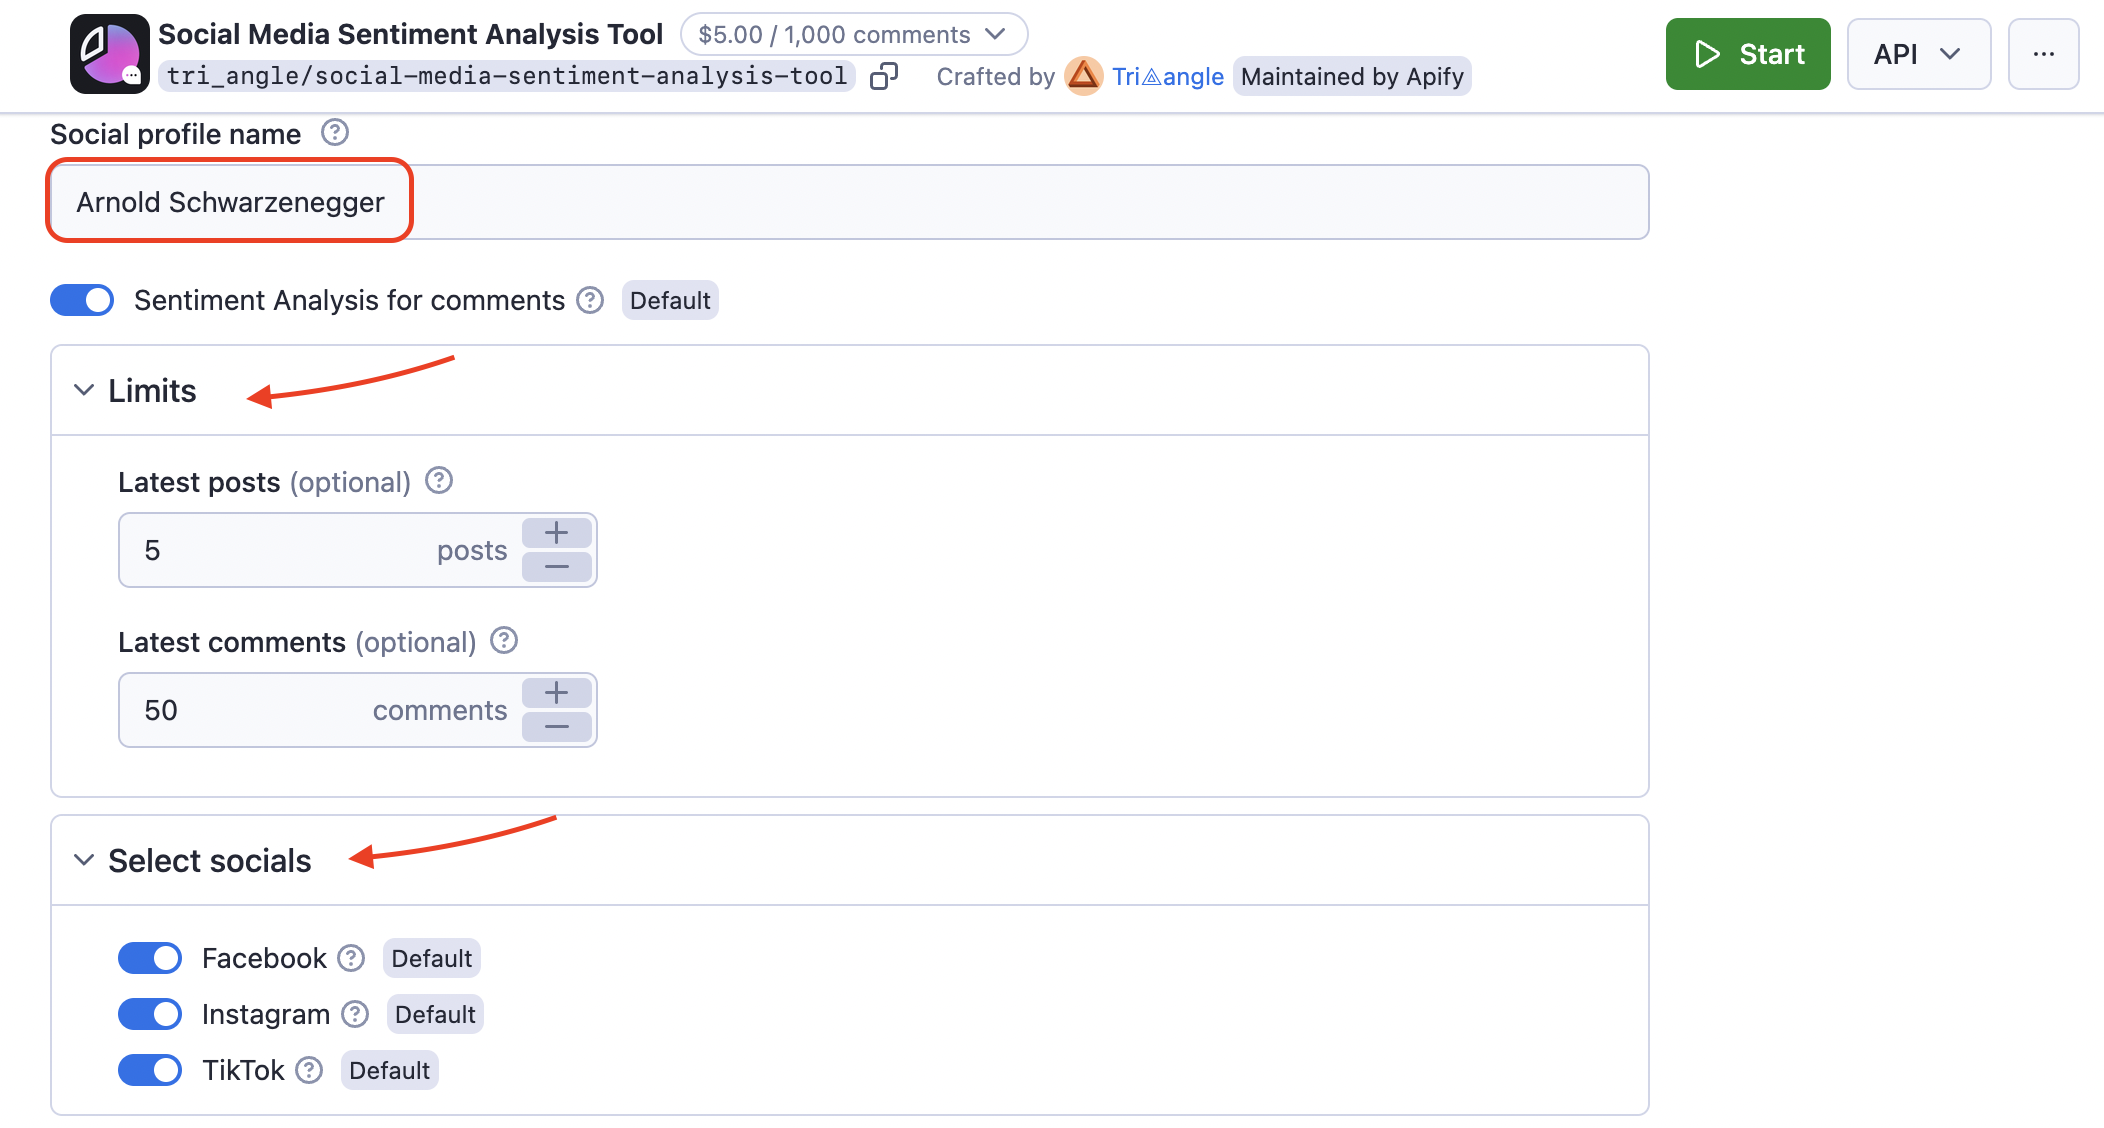 Social Media Sentiment Analysis Tool $5.00 / 1,000 comments
tri_angle/social-media-sentiment-analysis-tool Crafted by Tri△angle Maintained by Apify
Start API ...
Social profile name ?
Arnold Schwarzenegger
Sentiment Analysis for comments ? Default
Limits
Latest posts (optional) ?
5 posts
Latest comments (optional) ?
50 comments
Select socials
Facebook ? Default
Instagram ? Default
TikTok ? Default